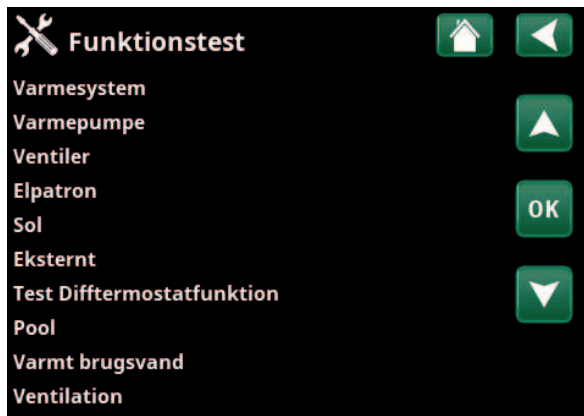 Funktionstest
Varmesystem
Varmepumpe
Ventiler
Elpatron
OK
Sol
Eksternt
Test Difftermostatfunktion
Pool
Varmt brugsvand
Ventilation